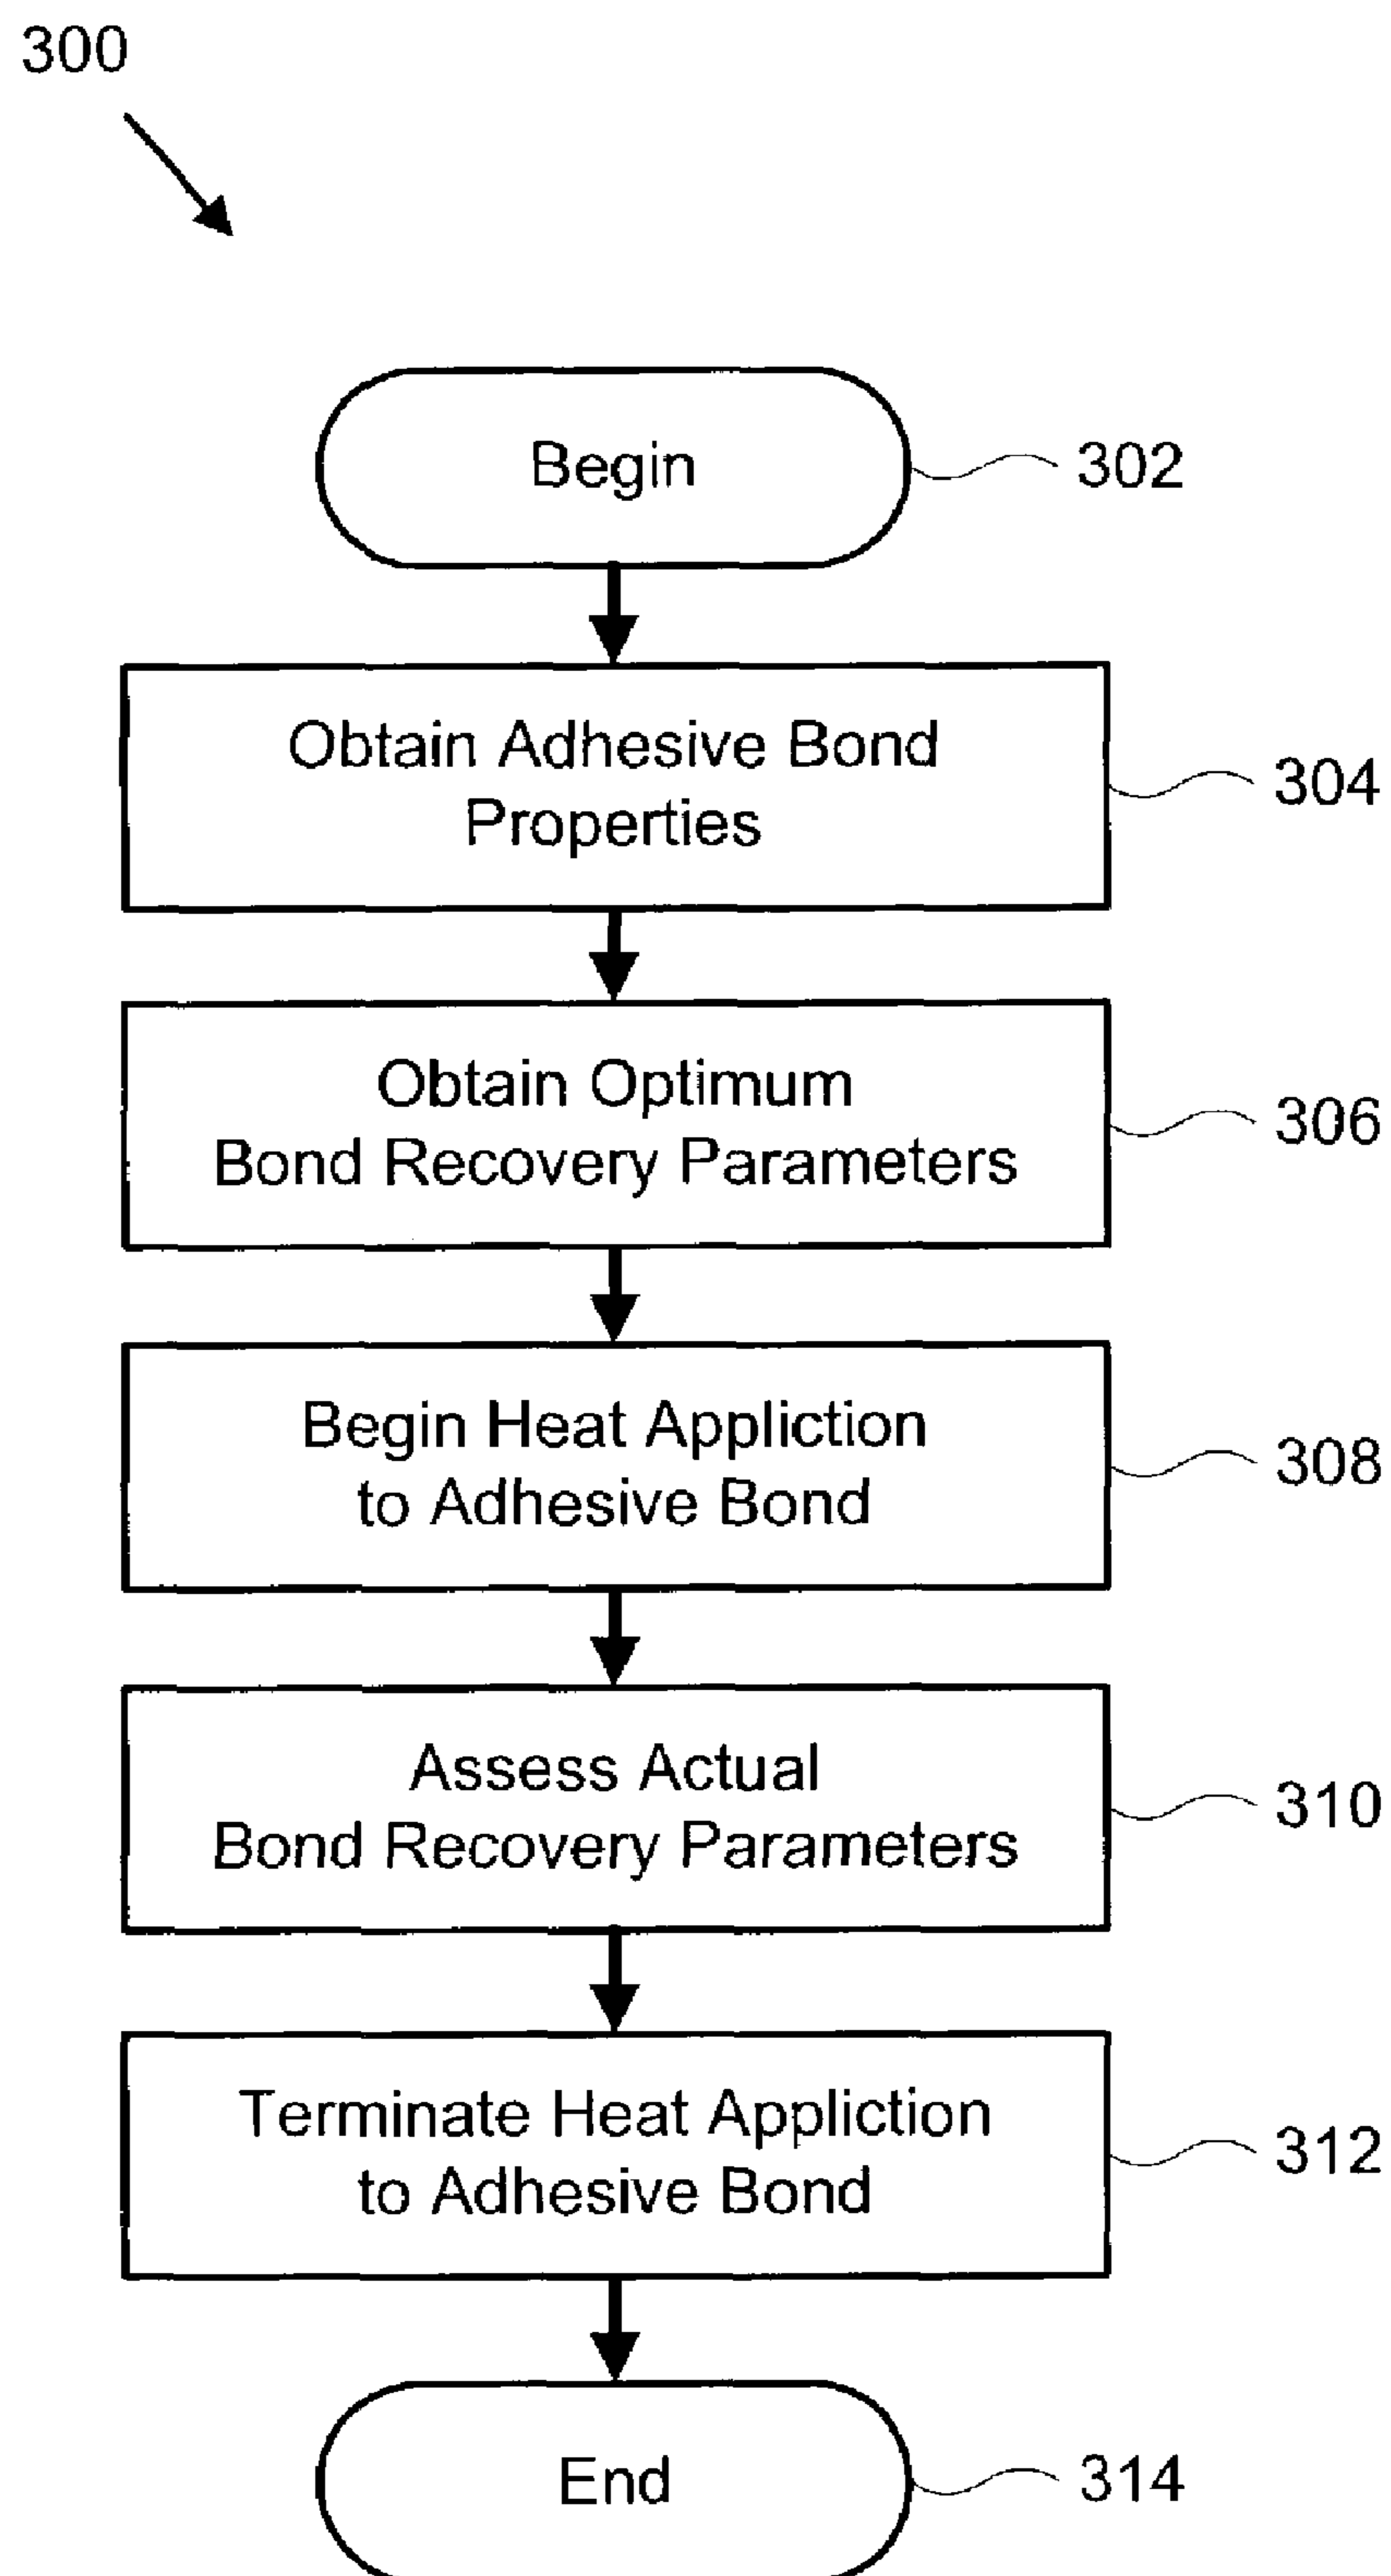 300
Begin
302
Obtain Adhesive Bond
Properties
304
Obtain Optimum
Bond Recovery Parameters
306
Begin Heat Appliction
to Adhesive Bond
308
Assess Actual
Bond Recovery Parameters
310
Terminate Heat Appliction
to Adhesive Bond
312
End
314